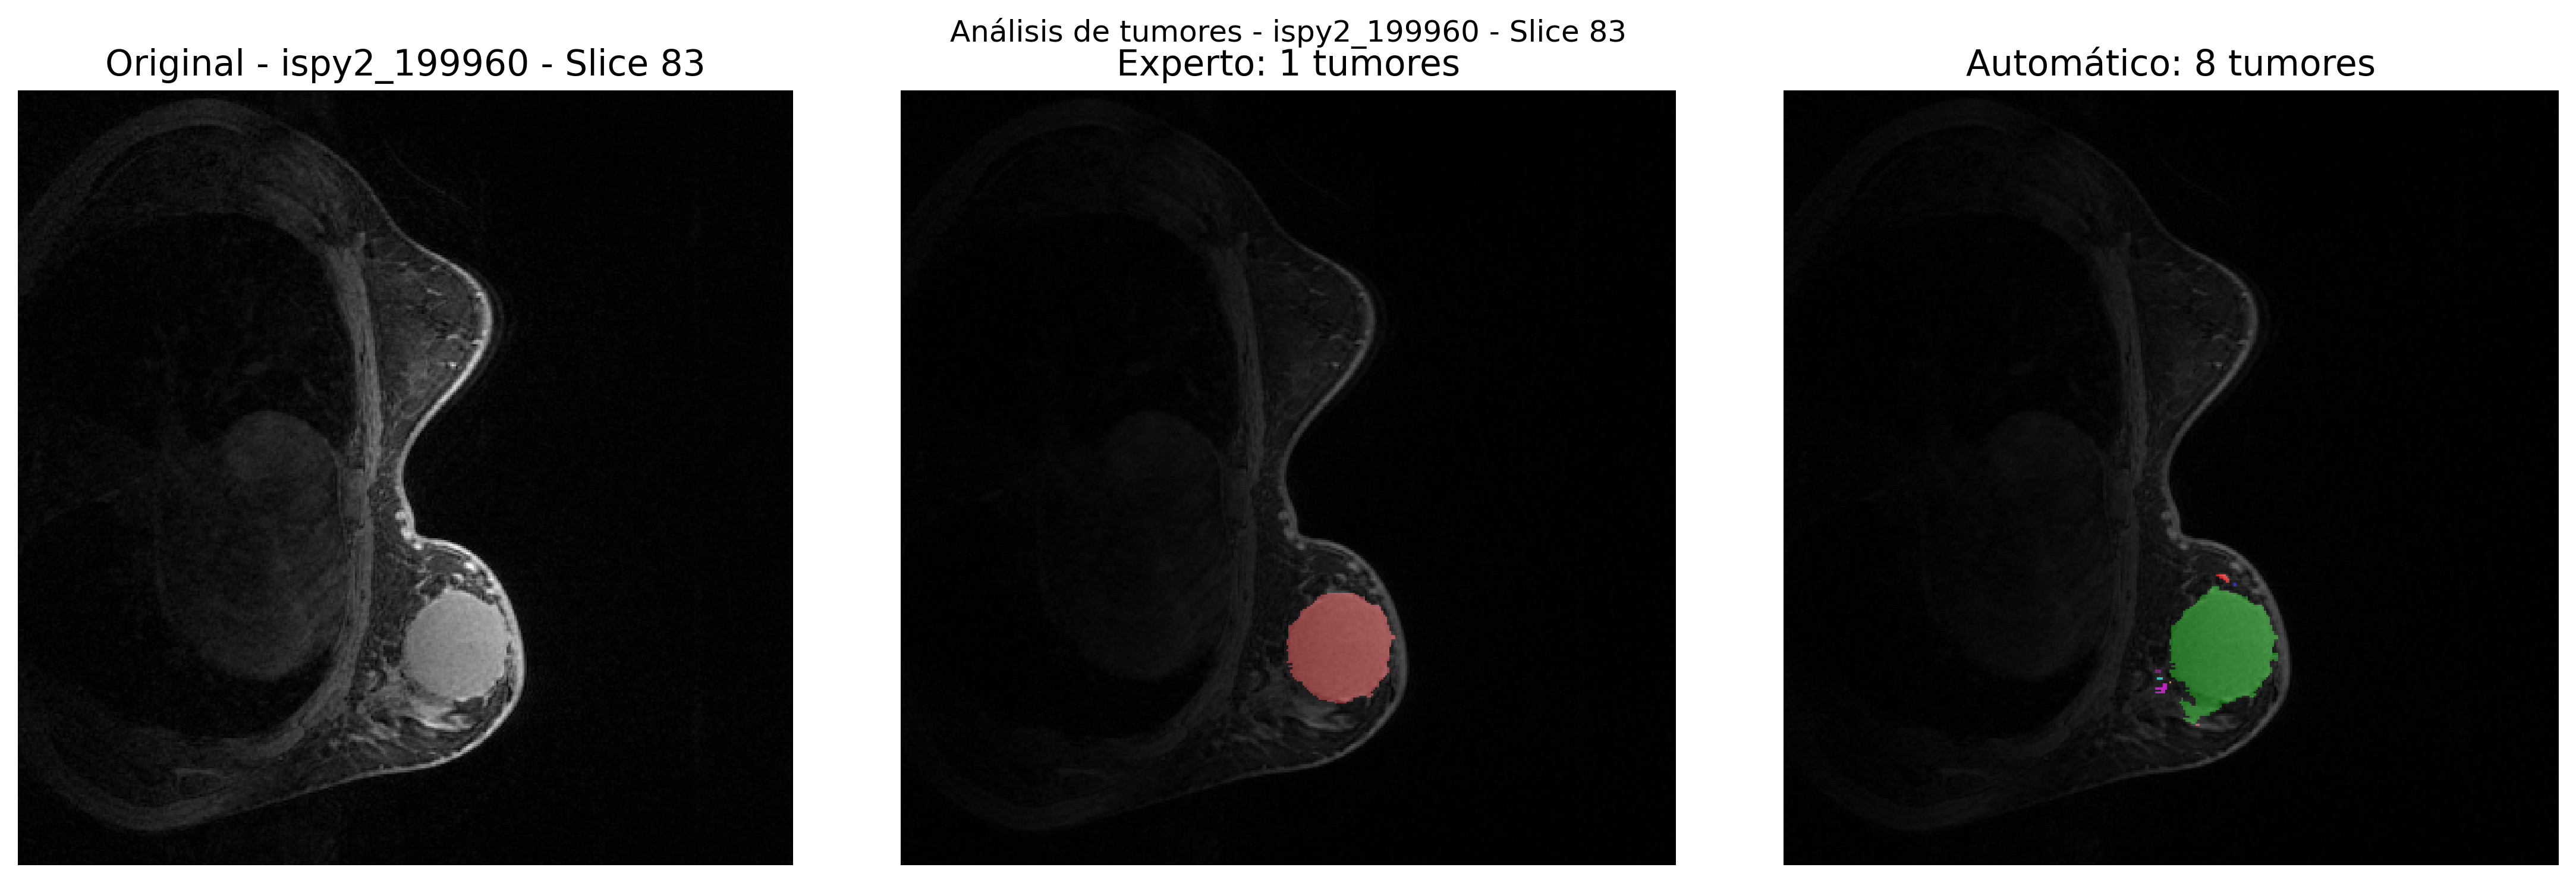 Análisis de tumores - ispy2_199960 - Slice 83
Original - ispy2_199960 - Slice 83
Experto: 1 tumores
Automático: 8 tumores